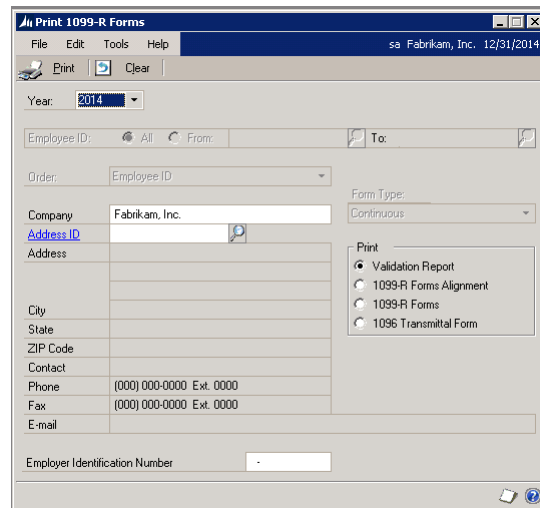 Print 1099-R Forms
File Edit Tools Help sa Fabrikam, Inc. 12/31/2014
Print Clear
Year: 2014
Employee ID: All From: To:
Order: Employee ID
Form Type:
Continuous
Company Fabrikam, Inc.
Address ID
Address
City
State
ZIP Code
Contact
Phone (000) 000-0000 Ext. 0000
Fax (000) 000-0000 Ext. 0000
E-mail
Print
Validation Report
1099-R Forms Alignment
1099-R Forms
1096 Transmittal Form
Employer Identification Number -